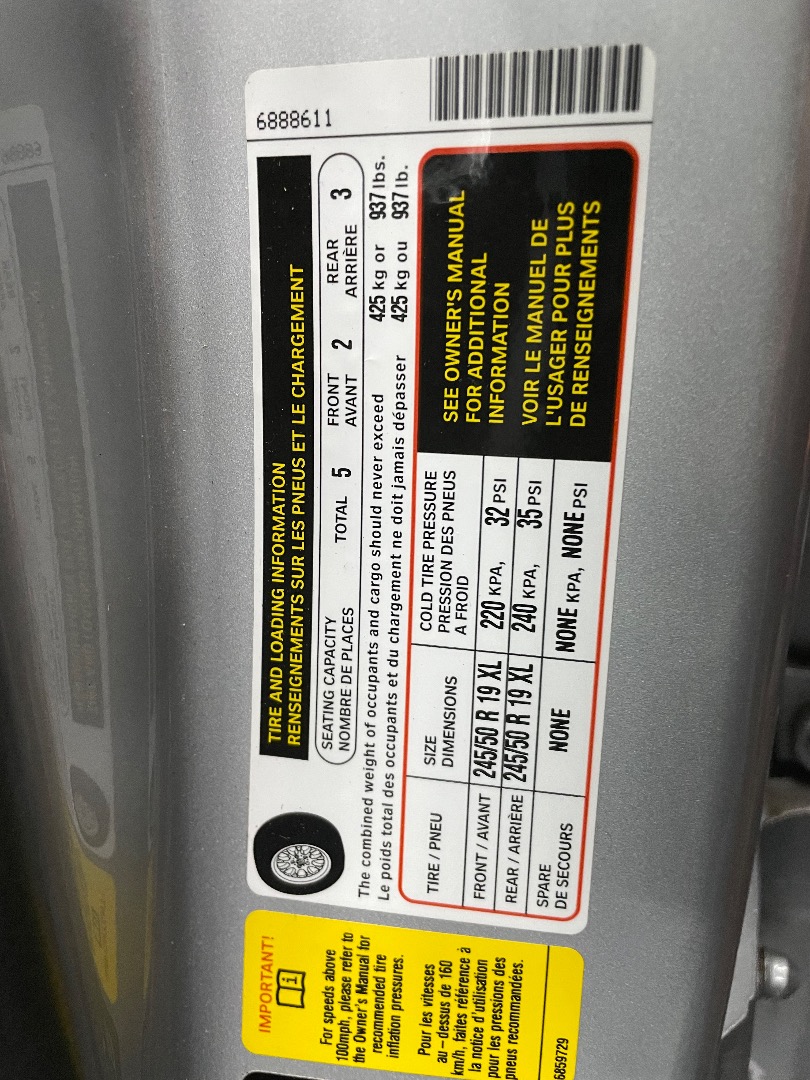 6888611
TIRE AND LOADING INFORMATION
RENSEIGNEMENTS SUR LES PNEUS ET LE CHARGEMENT
SEATING CAPACITY
NOMBRE DE PLACES
TOTAL 5
FRONT
AVANT 2
REAR
ARRIÈRE 3
The combined weight of occupants and cargo should never exceed 425 kg or 937 lbs.
Le poids total des occupants et du chargement ne doit jamais dépasser 425 kg ou 937 lb.
TIRE / PNEU
SIZE
DIMENSIONS
COLD TIRE PRESSURE
PRESSION DES PNEUS
A FROID
FRONT / AVANT 245/50 R 19 XL 220 KPA, 32 PSI
REAR / ARRIÈRE 245/50 R 19 XL 240 KPA, 35 PSI
SPARE
DE SECOURS
NONE NONE KPA, NONE PSI
SEE OWNER'S MANUAL
FOR ADDITIONAL
INFORMATION
VOIR LE MANUEL DE
L'USAGER POUR PLUS
DE RENSEIGNEMENTS
IMPORTANT!
i
For speeds above
100mph, please refer to
the Owner's Manual for
recommended tire
inflation pressures.
Pour les vitesses
au – dessus de 160
km/h, faites référence à
la notice d'utilisation
pour les pressions des
pneus recommandées.
6859729